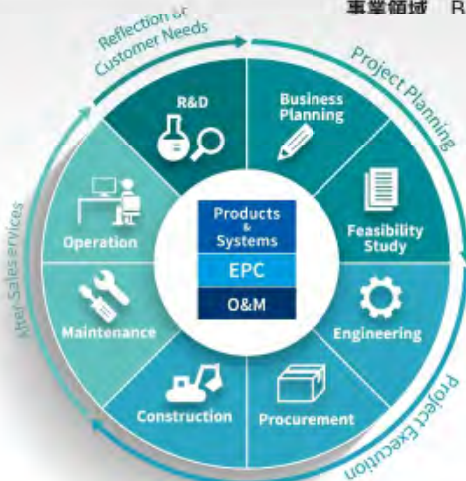 事業領域 B
Reflection of
Customer Needs
Project Planning
R&D
Business
Planning
Feasibility
Study
Engineering
Procurement
Construction
Maintenance
Operation
Products
&
Systems
EPC
O&M
After Sales ervices
Project Execution